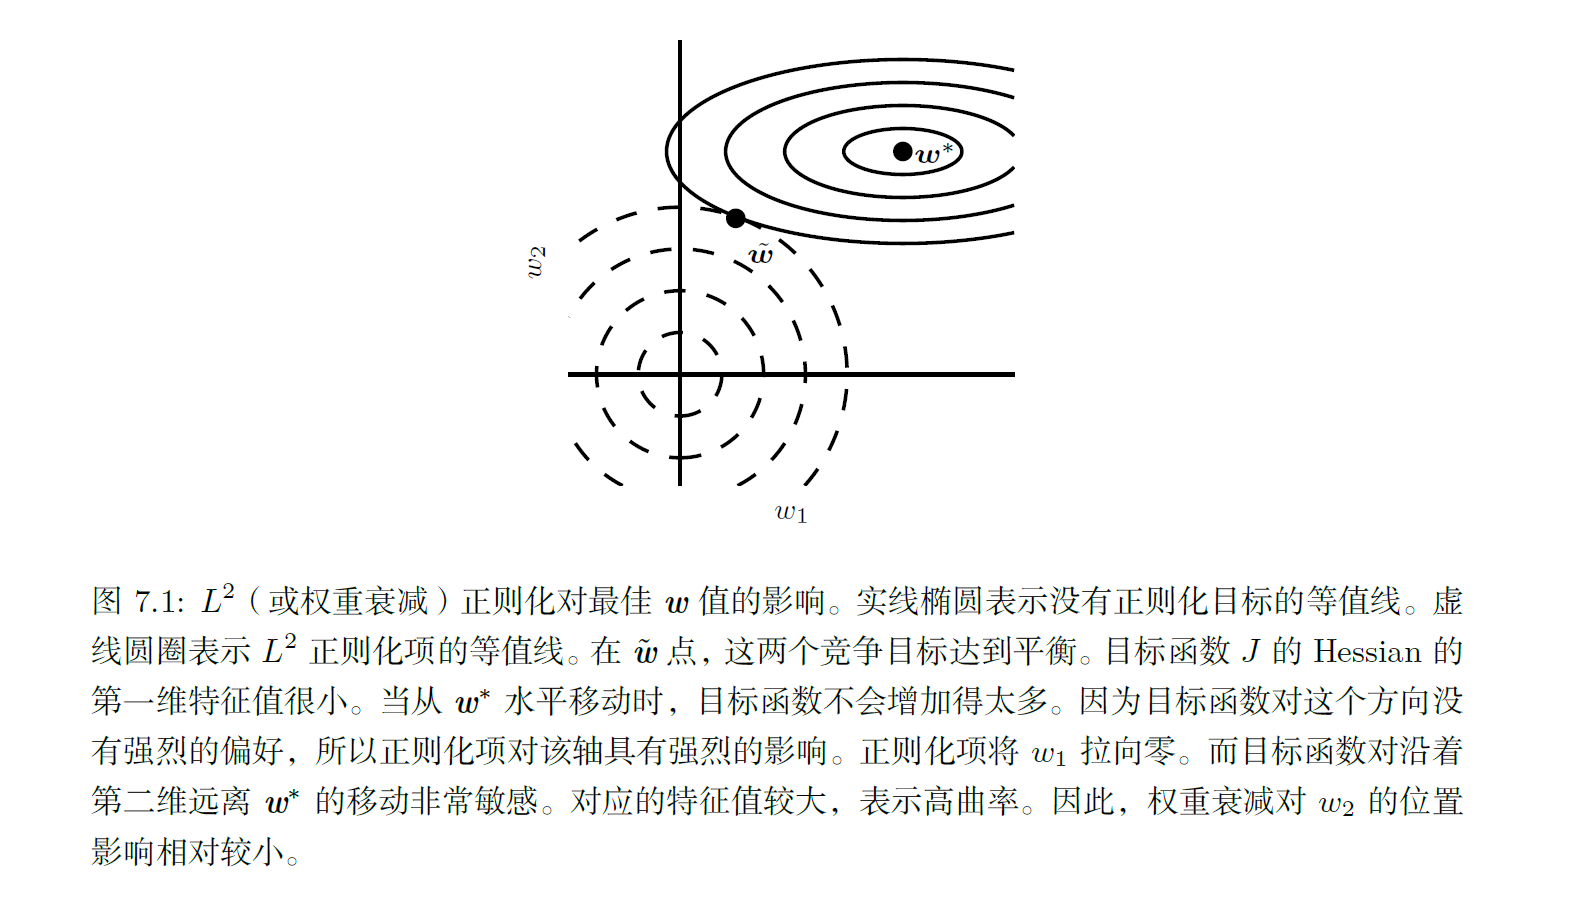 w*
w₂
w̃
w₁
图 7.1: L²（或权重衰减）正则化对最佳 w 值的影响。实线椭圆表示没有正则化目标的等值线。虚
线圆圈表示 L² 正则化项的等值线。在 w̃ 点，这两个竞争目标达到平衡。目标函数 J 的 Hessian 的
第一维特征值很小。当从 w* 水平移动时，目标函数不会增加得太多。因为目标函数对这个方向没
有强烈的偏好，所以正则化项对该轴具有强烈的影响。正则化项将 w₁ 拉向零。而目标函数对沿着
第二维远离 w* 的移动非常敏感。对应的特征值较大，表示高曲率。因此，权重衰减对 w₂ 的位置
影响相对较小。